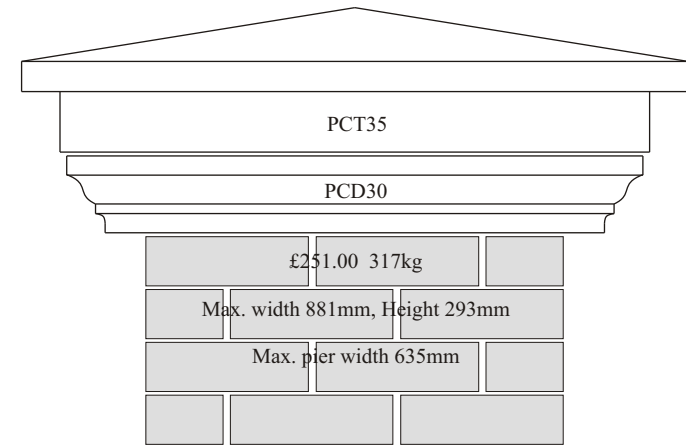 PCT35
PCD30
£251.00 317kg
Max. width 881mm, Height 293mm
Max. pier width 635mm